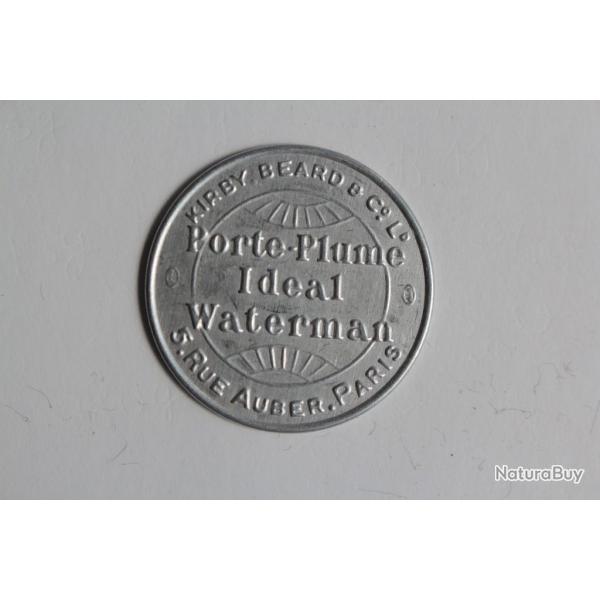 KIRBY, BEARD & Cº Lᴰ
Porte-Plume
Ideal
Waterman
5, RUE AUBER, PARIS
NaturaBuy